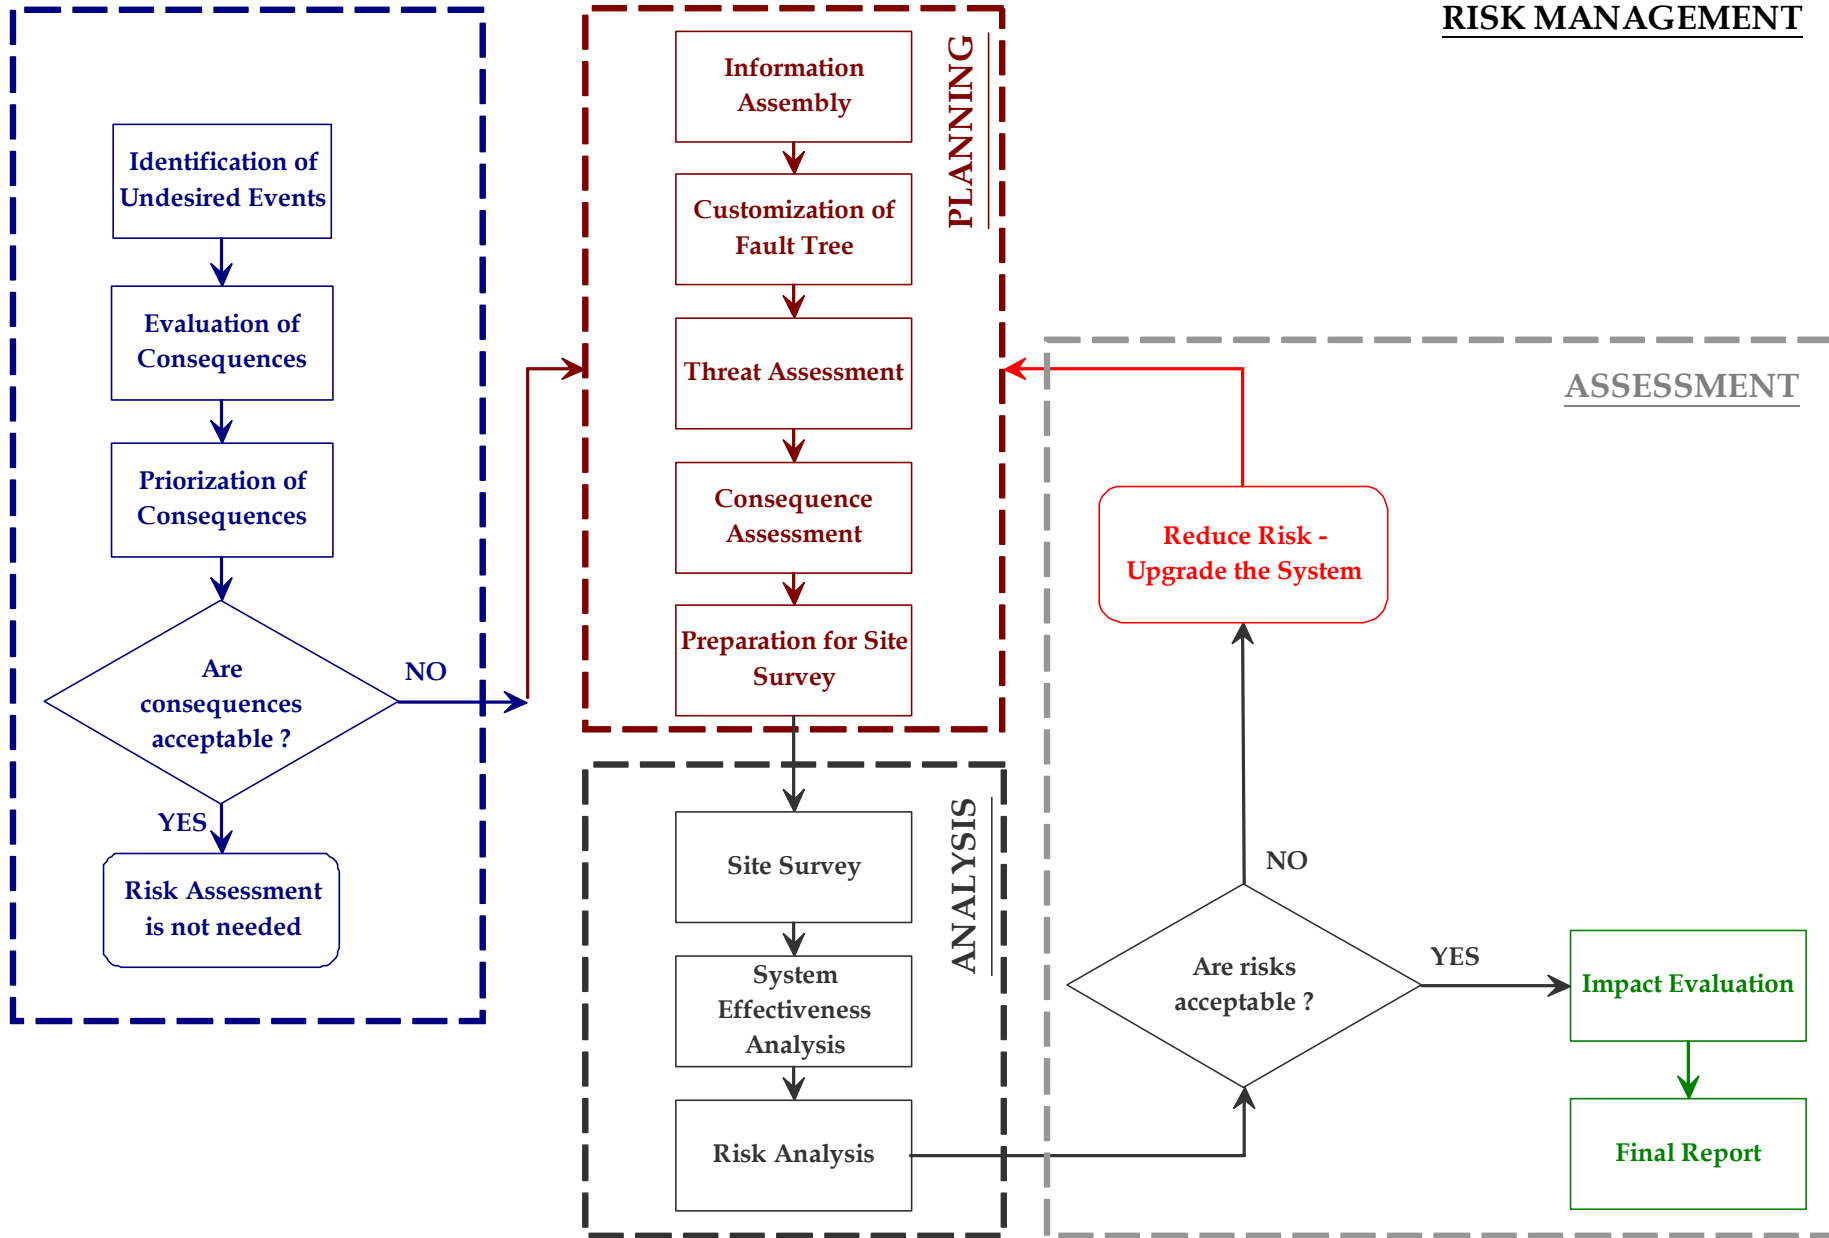 RISK MANAGEMENT
Identification of
Undesired Events
Evaluation of
Consequences
Priorization of
Consequences
Are
consequences
acceptable ?
NO
YES
Risk Assessment
is not needed
PLANNING
Information
Assembly
Customization of
Fault Tree
Threat Assessment
Consequence
Assessment
Preparation for Site
Survey
ANALYSIS
Site Survey
System
Effectiveness
Analysis
Risk Analysis
ASSESSMENT
Reduce Risk -
Upgrade the System
NO
Are risks
acceptable ?
YES
Impact Evaluation
Final Report